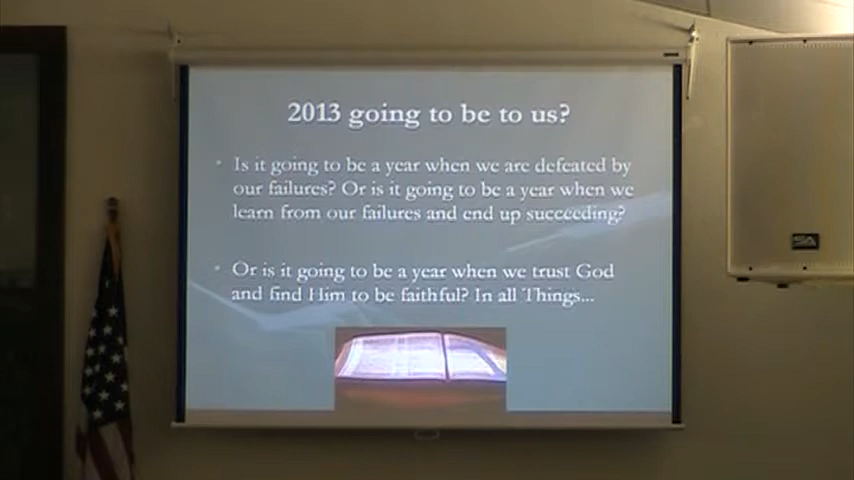 2013 going to be to us?
Is it going to be a year when we are defeated by
our failures? Or is it going to be a year when we
learn from our failures and end up succeeding?
Or is it going to be a year when we trust God
and find Him to be faithful? In all Things...